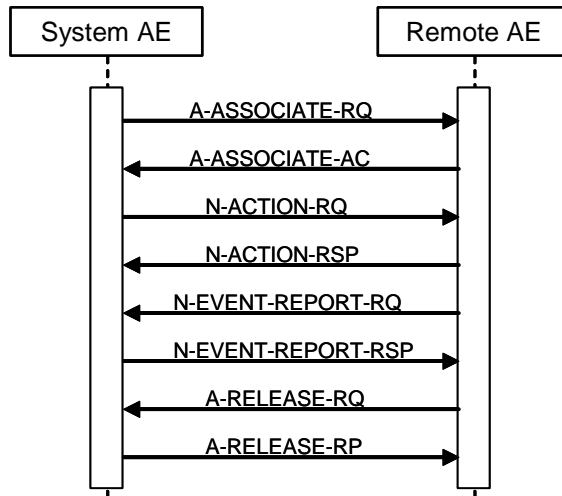 System AE
Remote AE
A-ASSOCIATE-RQ
A-ASSOCIATE-AC
N-ACTION-RQ
N-ACTION-RSP
N-EVENT-REPORT-RQ
N-EVENT-REPORT-RSP
A-RELEASE-RQ
A-RELEASE-RP